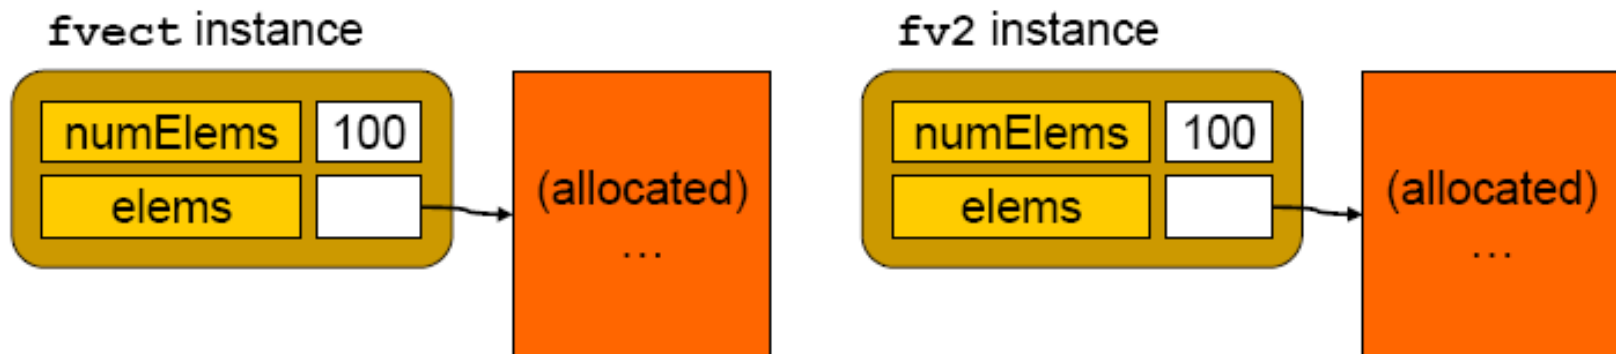 fvect instance
numElems 100
elems
(allocated)
...
fv2 instance
numElems 100
elems
(allocated)
...